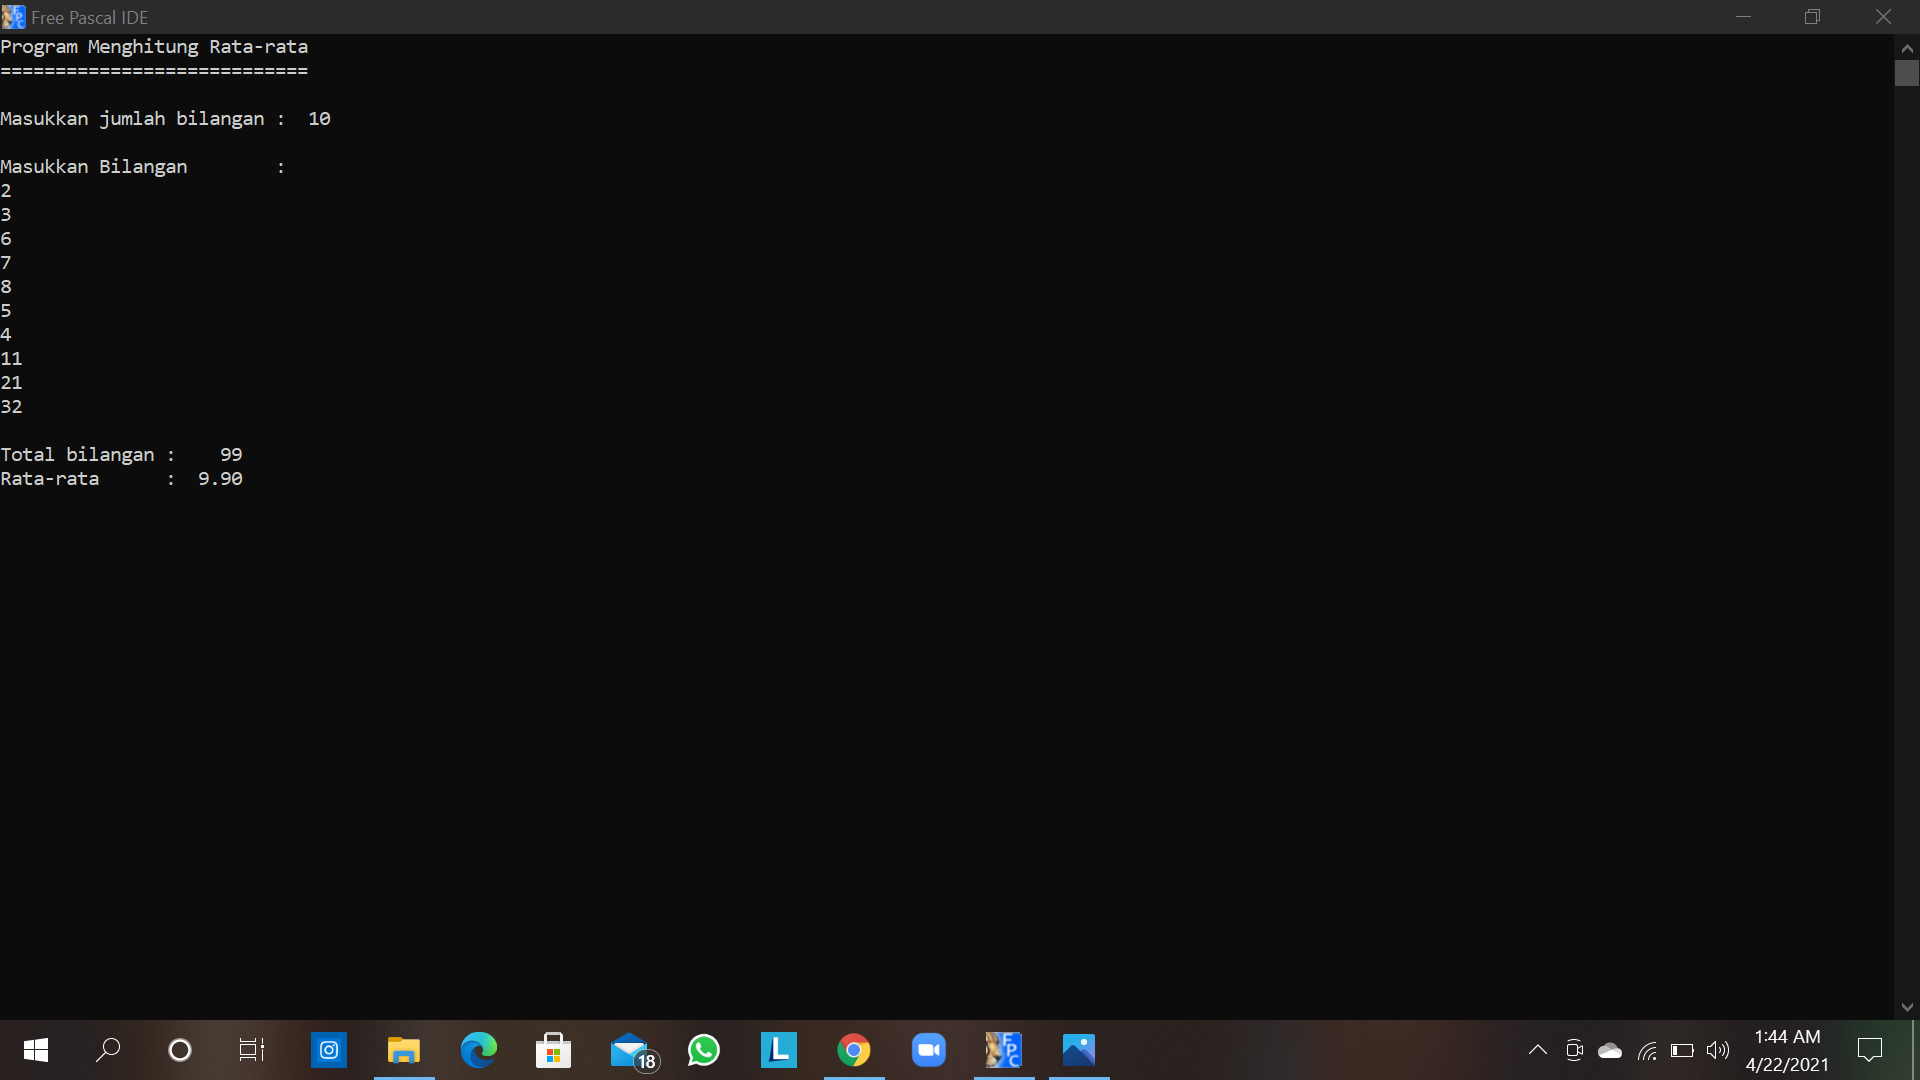 Free Pascal IDE
Program Menghitung Rata-rata
============================
Masukkan jumlah bilangan :  10
Masukkan Bilangan        :
2
3
6
7
8
5
4
11
21
32
Total bilangan :    99
Rata-rata      :  9.90
18
L
FPC
1:44 AM
4/22/2021